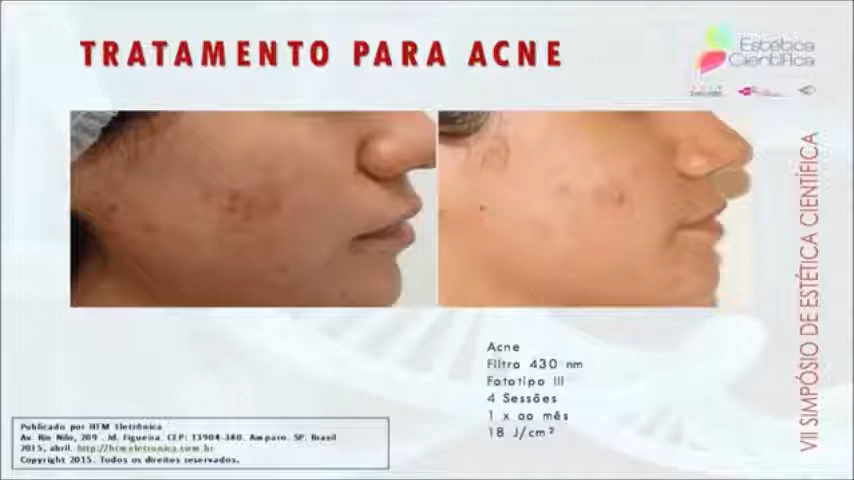 TRATAMENTO PARA ACNE
Estética
Científica
VII SIMPÓSIO DE ESTÉTICA CIENTÍFICA
Acne
Filtro 430 nm
Fototipo III
4 Sessões
1 x ao mês
18 J/cm²
Publicado por HTM Eletrônica
Av. Rio Nilo, 209 . Jd. Figueira. CEP: 13904-380. Amparo. SP. Brasil
2015, abril. http://htmeletronica.com.br
Copyright 2015. Todos os direitos reservados.